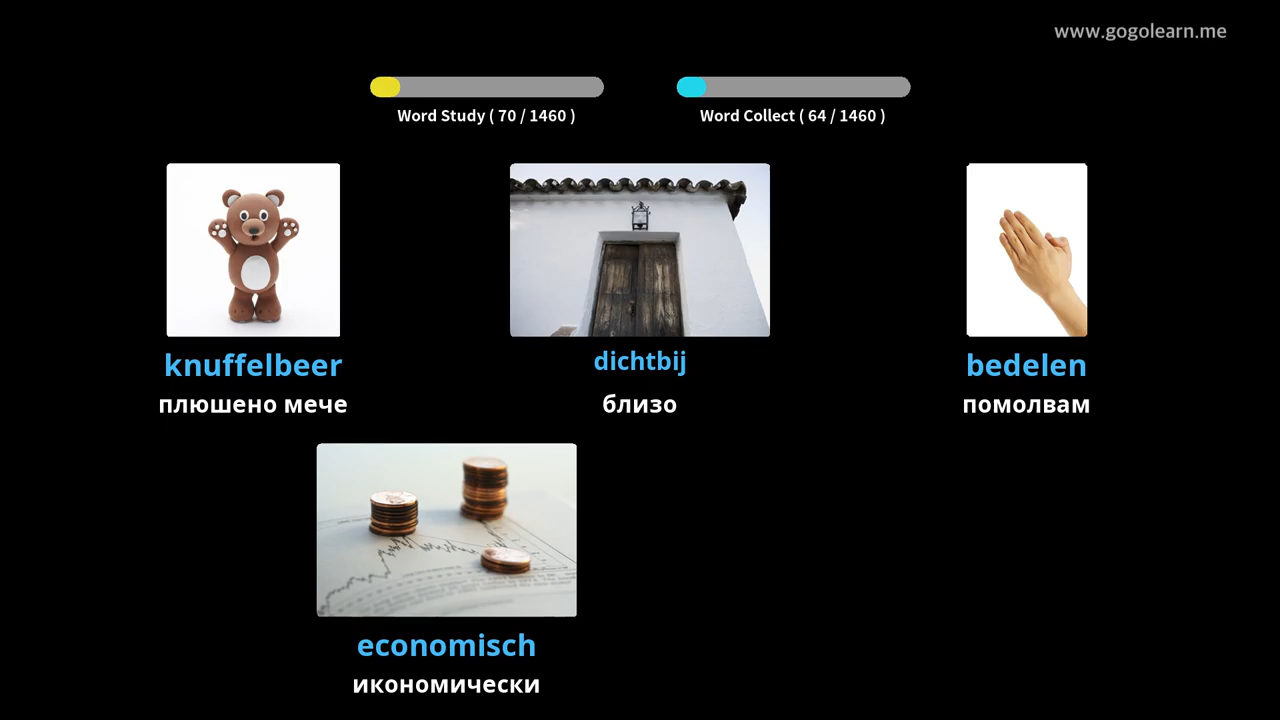 www.gogolearn.me
Word Study ( 70 / 1460 )
Word Collect ( 64 / 1460 )
knuffelbeer
плюшено мече
dichtbij
близо
bedelen
помолвам
economisch
икономически